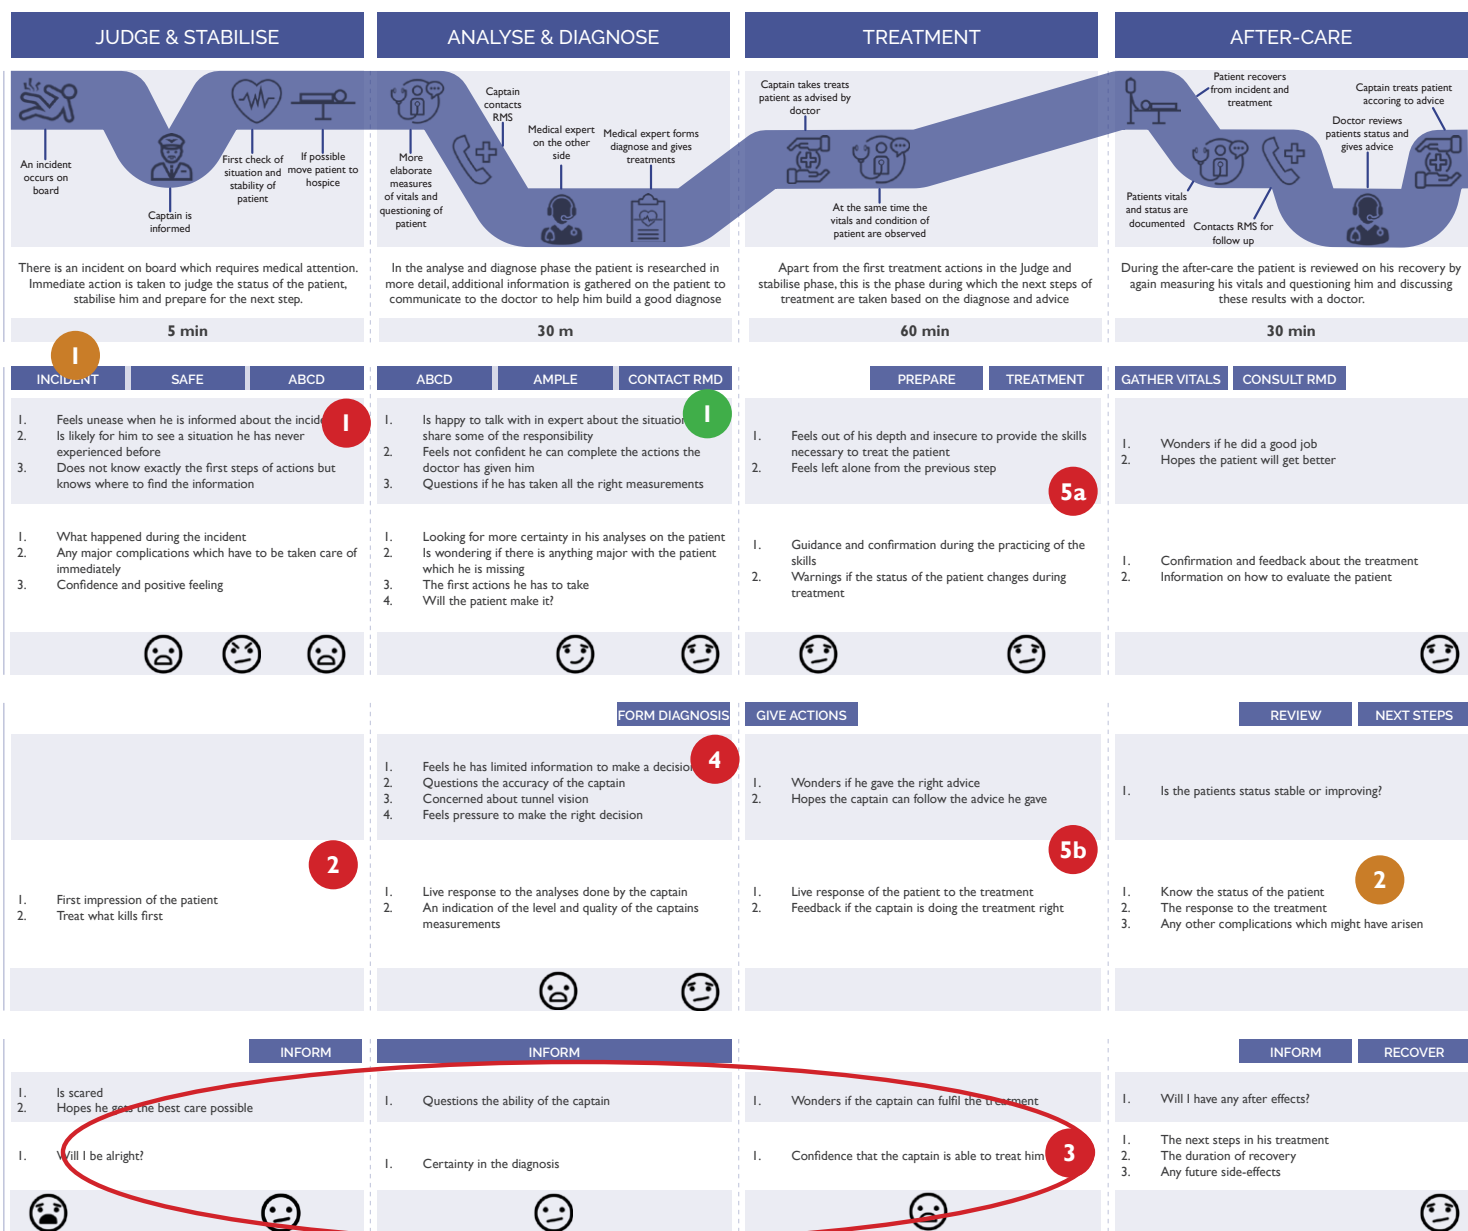 JUDGE & STABILISE
ANALYSE & DIAGNOSE
TREATMENT
AFTER-CARE
An incident
occurs on
board
Captain is
informed
First check of
situation and
stability of
patient
If possible
move patient to
hospice
More
elaborate
measures
of vitals and
questioning of
patient
Captain
contacts
RMS
Medical expert
on the other
side
Medical expert forms
diagnose and gives
treatments
Captain takes treats
patient as advised by
doctor
At the same time the
vitals and condition of
patient are observed
Patient recovers
from incident and
treatment
Patients vitals
and status are
documented
Contacts RMS for
follow up
Doctor reviews
patients status and
gives advice
Captain treats patient
accoring to advice
There is an incident on board which requires medical attention.
Immediate action is taken to judge the status of the patient,
stabilise him and prepare for the next step.
In the analyse and diagnose phase the patient is researched in
more detail, additional information is gathered on the patient to
communicate to the doctor to help him build a good diagnose
Apart from the first treatment actions in the Judge and
stabilise phase, this is the phase during which the next steps of
treatment are taken based on the diagnose and advice
During the after-care the patient is reviewed on his recovery by
again measuring his vitals and questioning him and discussing
these results with a doctor.
5 min
30 m
60 min
30 min
1
INCIDENT
SAFE
ABCD
ABCD
AMPLE
CONTACT RMD
PREPARE
TREATMENT
GATHER VITALS
CONSULT RMD
1. Feels unease when he is informed about the incid
2. Is likely for him to see a situation he has never
experienced before
3. Does not know exactly the first steps of actions but
knows where to find the information
1
1. Is happy to talk with in expert about the situation
share some of the responsibility
2. Feels not confident he can complete the actions the
doctor has given him
3. Questions if he has taken all the right measurements
1
1. Feels out of his depth and insecure to provide the skills
necessary to treat the patient
2. Feels left alone from the previous step
5a
1. Wonders if he did a good job
2. Hopes the patient will get better
1. What happened during the incident
2. Any major complications which have to be taken care of
immediately
3. Confidence and positive feeling
1. Looking for more certainty in his analyses on the patient
2. Is wondering if there is anything major with the patient
which he is missing
3. The first actions he has to take
4. Will the patient make it?
1. Guidance and confirmation during the practicing of the
skills
2. Warnings if the status of the patient changes during
treatment
1. Confirmation and feedback about the treatment
2. Information on how to evaluate the patient
FORM DIAGNOSIS
GIVE ACTIONS
REVIEW
NEXT STEPS
1. Feels he has limited information to make a decision
2. Questions the accuracy of the captain
3. Concerned about tunnel vision
4. Feels pressure to make the right decision
4
1. Wonders if he gave the right advice
2. Hopes the captain can follow the advice he gave
1. Is the patients status stable or improving?
2
5b
2
1. First impression of the patient
2. Treat what kills first
1. Live response to the analyses done by the captain
2. An indication of the level and quality of the captains
measurements
1. Live response of the patient to the treatment
2. Feedback if the captain is doing the treatment right
1. Know the status of the patient
2. The response to the treatment
3. Any other complications which might have arisen
INFORM
INFORM
INFORM
RECOVER
1. Is scared
2. Hopes he gets the best care possible
1. Questions the ability of the captain
1. Wonders if the captain can fulfil the treatment
1. Will I have any after effects?
1. Will I be alright?
1. Certainty in the diagnosis
1. Confidence that the captain is able to treat him
3
1. The next steps in his treatment
2. The duration of recovery
3. Any future side-effects